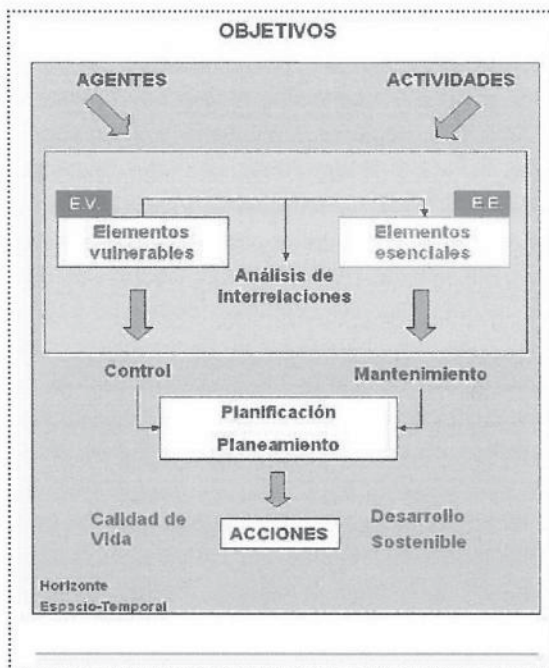 OBJETIVOS
AGENTES
ACTIVIDADES
E.V.
E.E.
Elementos
vulnerables
Elementos
esenciales
Análisis de
interrelaciones
Control
Mantenimiento
Planificación
Planeamiento
Calidad de
Vida
ACCIONES
Desarrollo
Sostenible
Horizonte
Espacio-Temporal